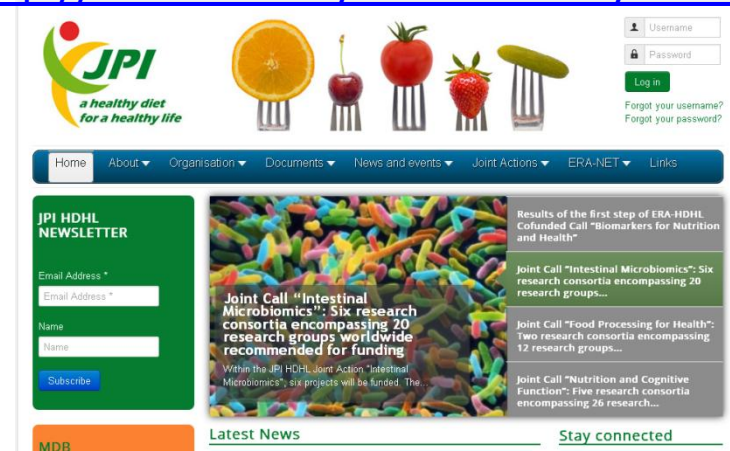 JPI
a healthy diet
for a healthy life
Username
Password
Log in
Forgot your username?
Forgot your password?
Home About Organisation Documents News and events Joint Actions ERA-NET Links
JPI HDHL
NEWSLETTER
Email Address *
Email Address *
Name
Name
Subscribe
Joint Call "Intestinal
Microbiomics": Six research
consortia encompassing 20
research groups worldwide
recommended for funding
Within the JPI HDHL Joint Action "Intestinal
Microbiomics", six projects will be funded. The...
Results of the first step of ERA-HDHL
Cofunded Call "Biomarkers for Nutrition
and Health"
Joint Call "Intestinal Microbiomics": Six
research consortia encompassing 20
research groups...
Joint Call "Food Processing for Health":
Two research consortia encompassing
12 research groups...
Joint Call "Nutrition and Cognitive
Function": Five research consortia
encompassing 26 research...
MDB
Latest News
Stay connected